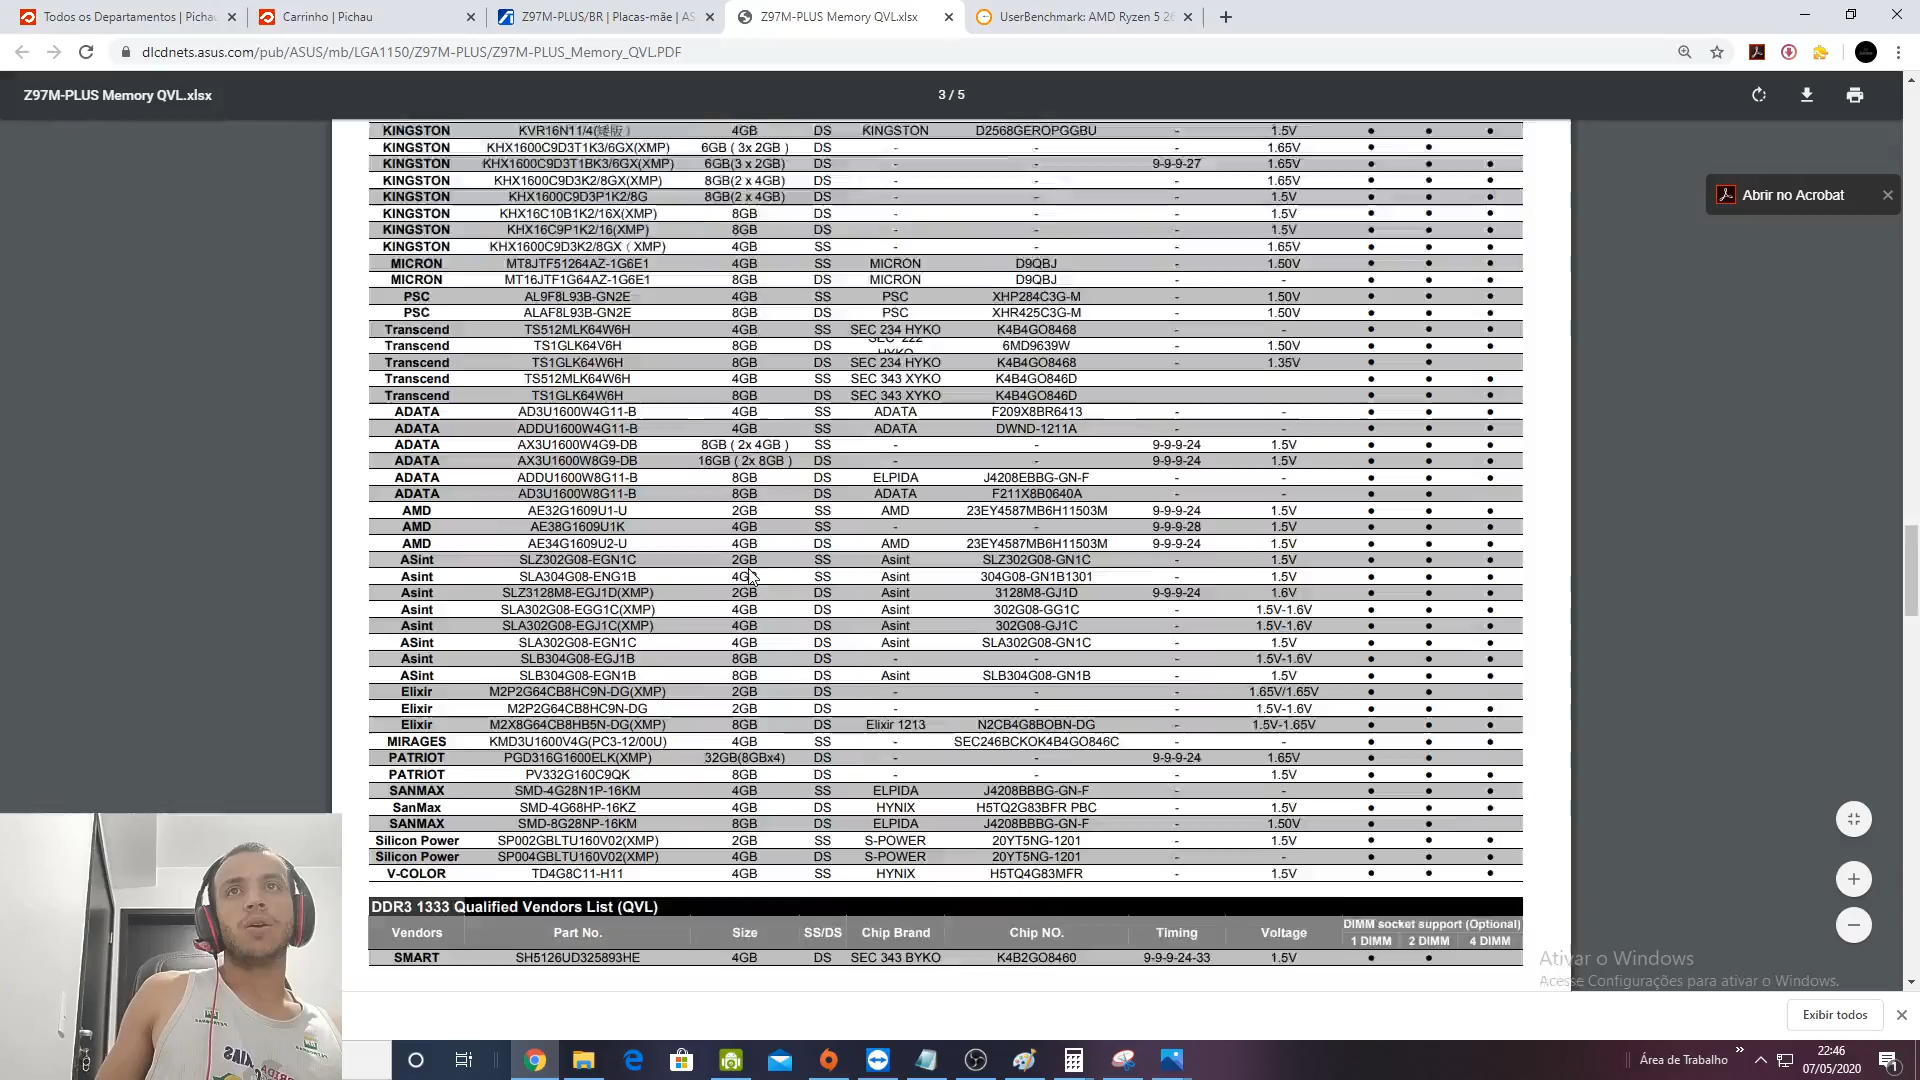 Todos os Departamentos | Pichau
Carrinho | Pichau
Z97M-PLUS/BR | Placas-mãe | AS
Z97M-PLUS Memory QVL.xlsx
UserBenchmark: AMD Ryzen 5 26
dlcdnets.asus.com/pub/ASUS/mb/LGA1150/Z97M-PLUS/Z97M-PLUS_Memory_QVL.PDF
Z97M-PLUS Memory QVL.xlsx
3 / 5
Abrir no Acrobat
KINGSTON KVR16N11/4(矮版) 4GB DS KINGSTON D2568GEROPGGBU - 1.5V • • •
KINGSTON KHX1600C9D3T1K3/6GX(XMP) 6GB ( 3x 2GB ) DS - - 1.65V • •
KINGSTON KHX1600C9D3T1BK3/6GX(XMP) 6GB(3 x 2GB) DS - - 9-9-9-27 1.65V • • •
KINGSTON KHX1600C9D3K2/8GX(XMP) 8GB(2 x 4GB) DS - - - 1.65V • • •
KINGSTON KHX1600C9D3P1K2/8G 8GB(2 x 4GB) DS - - - 1.5V • • •
KINGSTON KHX16C10B1K2/16X(XMP) 8GB DS - - - 1.5V • • •
KINGSTON KHX16C9P1K2/16(XMP) 8GB DS - - - 1.5V • • •
KINGSTON KHX1600C9D3K2/8GX ( XMP) 4GB SS - - - 1.65V • • •
MICRON MT8JTF51264AZ-1G6E1 4GB SS MICRON D9QBJ - 1.50V • • •
MICRON MT16JTF1G64AZ-1G6E1 8GB DS MICRON D9QBJ - - • • •
PSC AL9F8L93B-GN2E 4GB SS PSC XHP284C3G-M - 1.50V • • •
PSC ALAF8L93B-GN2E 8GB DS PSC XHR425C3G-M - 1.50V • • •
Transcend TS512MLK64W6H 4GB SS SEC 234 HYKO K4B4GO8468 - - • • •
Transcend TS1GLK64V6H 8GB DS SEC 222 HYKO 6MD9639W - 1.50V • • •
Transcend TS1GLK64W6H 8GB DS SEC 234 HYKO K4B4GO8468 - 1.35V • •
Transcend TS512MLK64W6H 4GB SS SEC 343 XYKO K4B4GO846D • • •
Transcend TS1GLK64W6H 8GB DS SEC 343 XYKO K4B4GO846D • • •
ADATA AD3U1600W4G11-B 4GB SS ADATA F209X8BR6413 - - • • •
ADATA ADDU1600W4G11-B 4GB SS ADATA DWND-1211A - - • • •
ADATA AX3U1600W4G9-DB 8GB ( 2x 4GB ) SS - - 9-9-9-24 1.5V • • •
ADATA AX3U1600W8G9-DB 16GB ( 2x 8GB ) DS - - 9-9-9-24 1.5V • • •
ADATA ADDU1600W8G11-B 8GB DS ELPIDA J4208EBBG-GN-F - - • • •
ADATA AD3U1600W8G11-B 8GB DS ADATA F211X8B0640A - - • •
AMD AE32G1609U1-U 2GB SS AMD 23EY4587MB6H11503M 9-9-9-24 1.5V • • •
AMD AE38G1609U1K 4GB SS - - 9-9-9-28 1.5V • • •
AMD AE34G1609U2-U 4GB DS AMD 23EY4587MB6H11503M 9-9-9-24 1.5V • • •
ASint SLZ302G08-EGN1C 2GB SS Asint SLZ302G08-GN1C - 1.5V • • •
Asint SLA304G08-ENG1B 4GB SS Asint 304G08-GN1B1301 - 1.5V • • •
Asint SLZ3128M8-EGJ1D(XMP) 2GB DS Asint 3128M8-GJ1D 9-9-9-24 1.6V • • •
Asint SLA302G08-EGG1C(XMP) 4GB DS Asint 302G08-GG1C - 1.5V-1.6V • • •
Asint SLA302G08-EGJ1C(XMP) 4GB DS Asint 302G08-GJ1C - 1.5V-1.6V • • •
ASint SLA302G08-EGN1C 4GB DS Asint SLA302G08-GN1C - 1.5V • • •
Asint SLB304G08-EGJ1B 8GB DS - - - 1.5V-1.6V • • •
ASint SLB304G08-EGN1B 8GB DS Asint SLB304G08-GN1B - 1.5V • • •
Elixir M2P2G64CB8HC9N-DG(XMP) 2GB DS - - - 1.65V/1.65V • •
Elixir M2P2G64CB8HC9N-DG 2GB DS - - - 1.5V-1.6V • • •
Elixir M2X8G64CB8HB5N-DG(XMP) 8GB DS Elixir 1213 N2CB4G8BOBN-DG - 1.5V-1.65V • • •
MIRAGES KMD3U1600V4G(PC3-12/00U) 4GB SS - SEC246BCKOK4B4GO846C - - • • •
PATRIOT PGD316G1600ELK(XMP) 32GB(8GBx4) DS - - 9-9-9-24 1.65V • •
PATRIOT PV332G160C9QK 8GB DS - - - 1.5V • • •
SANMAX SMD-4G28N1P-16KM 4GB SS ELPIDA J4208BBBG-GN-F - - • • •
SanMax SMD-4G68HP-16KZ 4GB DS HYNIX H5TQ2G83BFR PBC - 1.5V • • •
SANMAX SMD-8G28NP-16KM 8GB DS ELPIDA J4208BBBG-GN-F - 1.50V • •
Silicon Power SP002GBLTU160V02(XMP) 2GB SS S-POWER 20YT5NG-1201 - 1.5V • • •
Silicon Power SP004GBLTU160V02(XMP) 4GB DS S-POWER 20YT5NG-1201 - - • • •
V-COLOR TD4G8C11-H11 4GB SS HYNIX H5TQ4G83MFR - 1.5V • • •
DDR3 1333 Qualified Vendors List (QVL)
Vendors Part No. Size SS/DS Chip Brand Chip NO. Timing Voltage DIMM socket support (Optional)
1 DIMM 2 DIMM 4 DIMM
SMART SH5126UD325893HE 4GB DS SEC 343 BYKO K4B2GO8460 9-9-9-24-33 1.5V • •
Ativar o Windows
Acesse Configurações para ativar o Windows.
Exibir todos
Área de Trabalho
22:46
07/05/2020